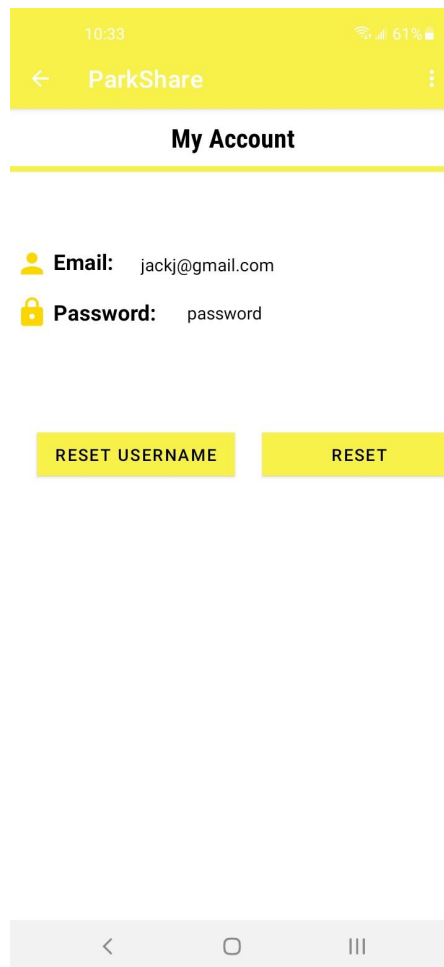 10:33 61%
ParkShare
My Account
Email: jackj@gmail.com
Password: password
RESET USERNAME RESET